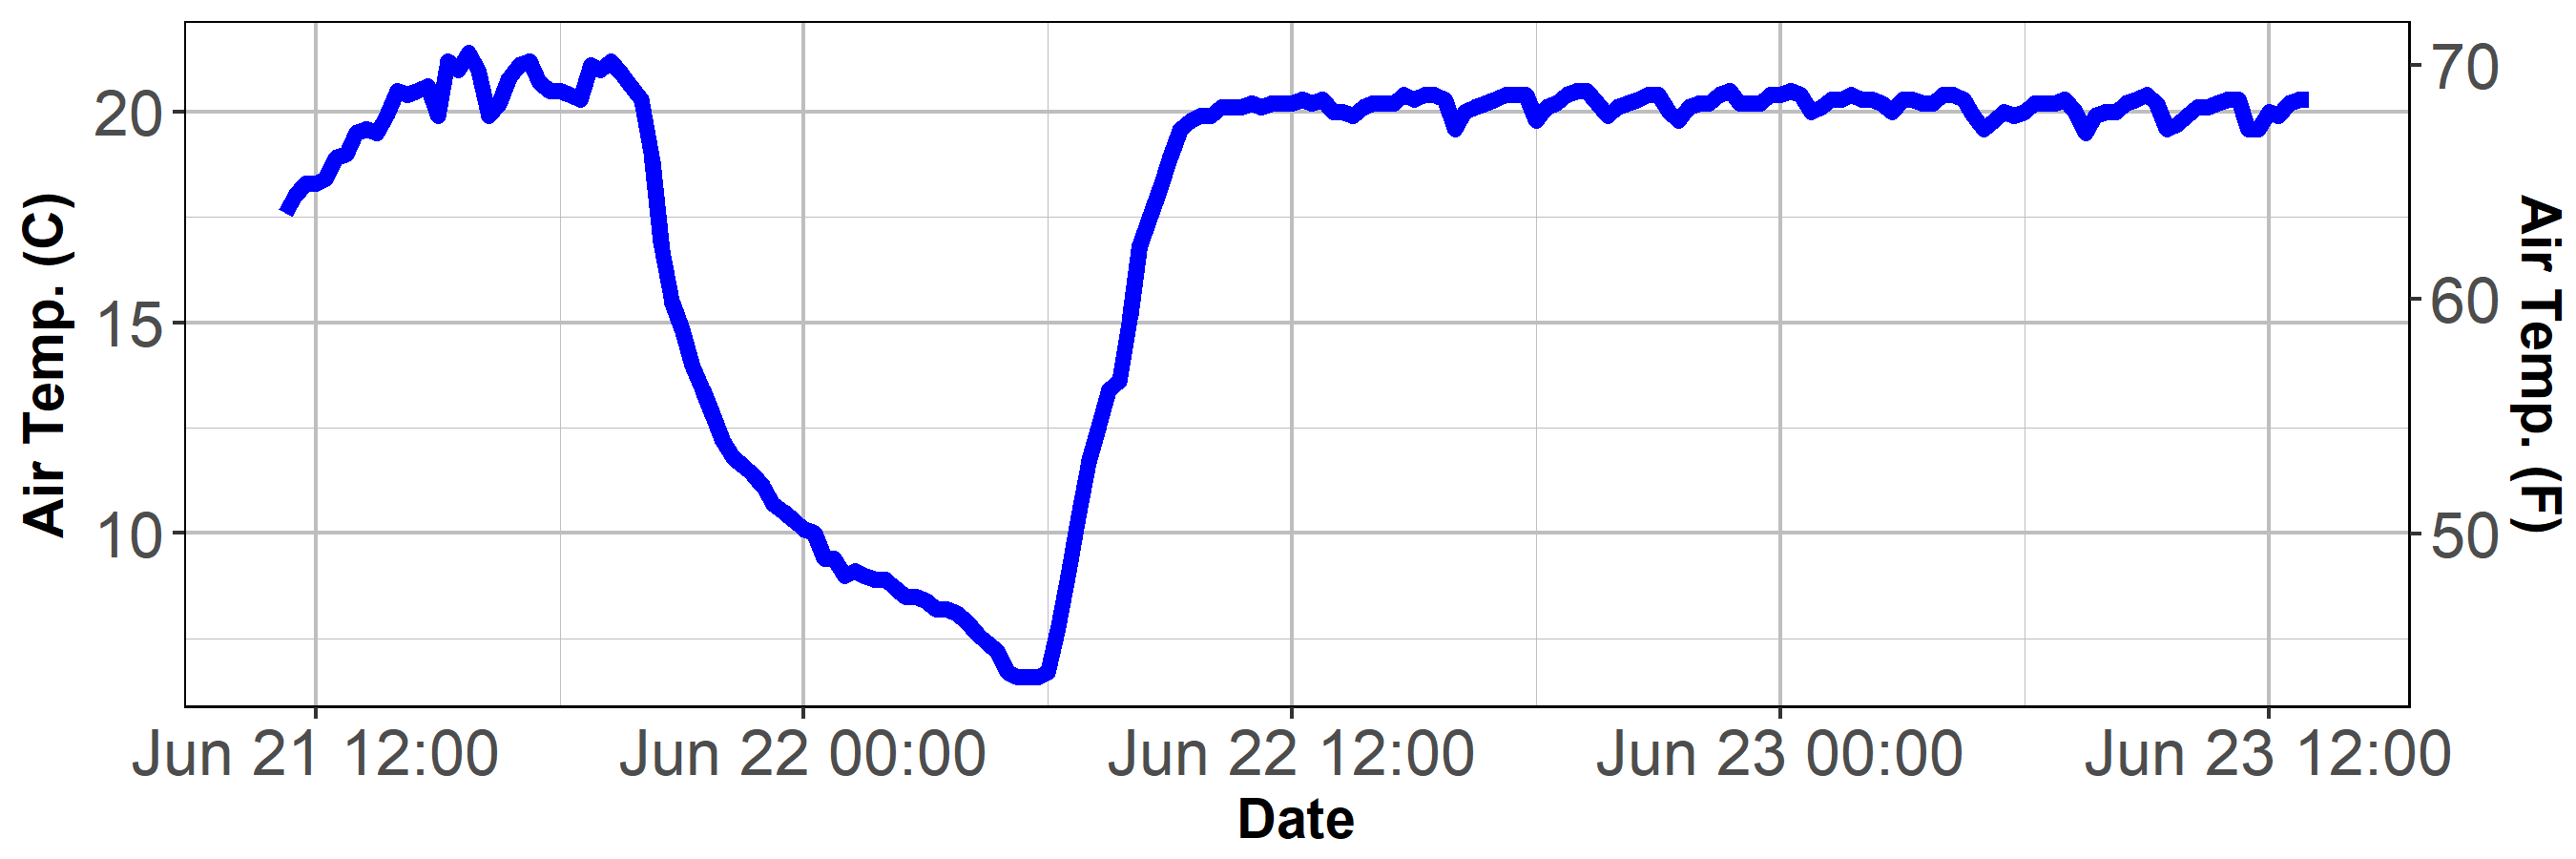 Air Temp. (C)
20
15
10
70
60
50
Air Temp. (F)
Jun 21 12:00
Jun 22 00:00
Jun 22 12:00
Jun 23 00:00
Jun 23 12:00
Date